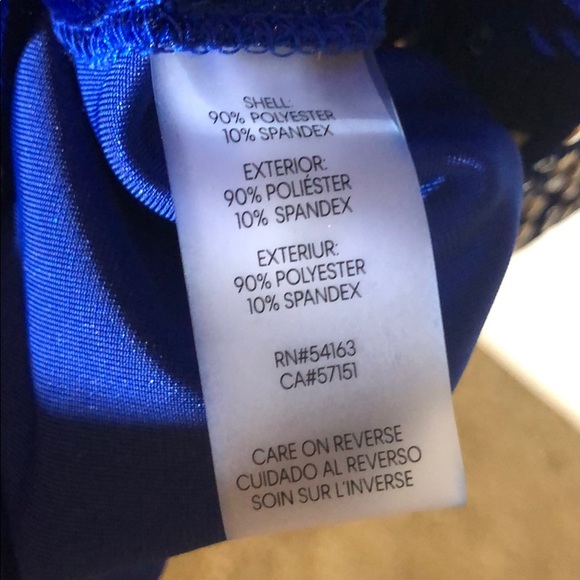 SHELL:
90% POLYESTER
10% SPANDEX
EXTERIOR:
90% POLIÉSTER
10% SPANDEX
EXTERIUR:
90% POLYESTER
10% SPANDEX
RN#54163
CA#57151
CARE ON REVERSE
CUIDADO AL REVERSO
SOIN SUR L'INVERSE